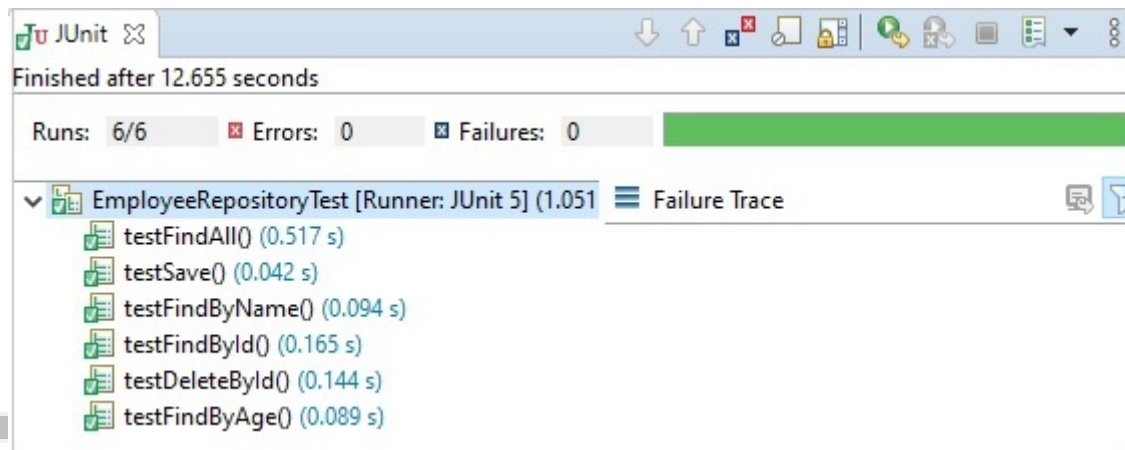 JUnit
Finished after 12.655 seconds
Runs: 6/6 Errors: 0 Failures: 0
EmployeeRepositoryTest [Runner: JUnit 5] (1.051 Failure Trace
testFindAll() (0.517 s)
testSave() (0.042 s)
testFindByName() (0.094 s)
testFindById() (0.165 s)
testDeleteById() (0.144 s)
testFindByAge() (0.089 s)